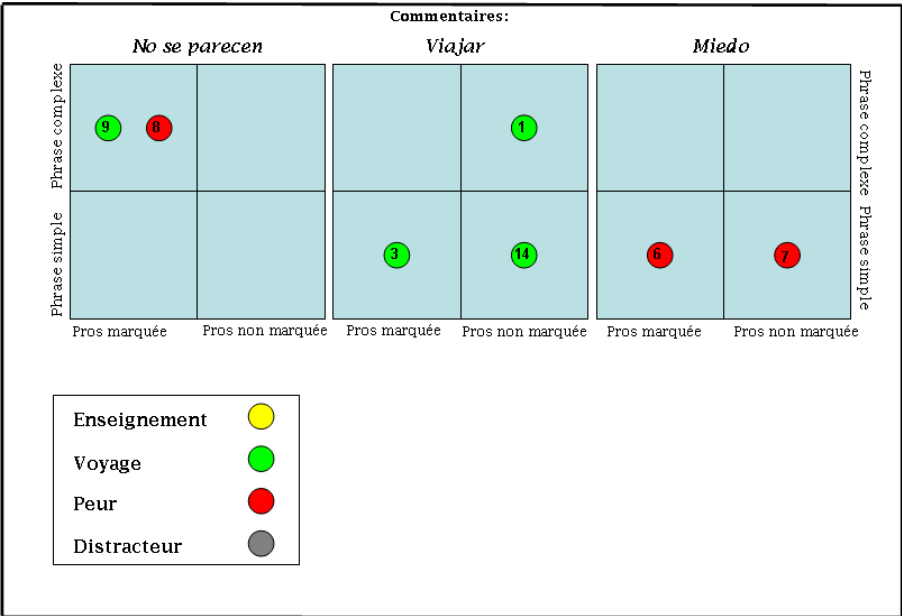 Commentaires:
No se parecen
Viajar
Miedo
Phrase complexe
Phrase simple
9
8
1
3
14
6
7
Phrase complexe
Phrase simple
Pros marquée
Pros non marquée
Pros marquée
Pros non marquée
Pros marquée
Pros non marquée
Enseignement
Voyage
Peur
Distracteur